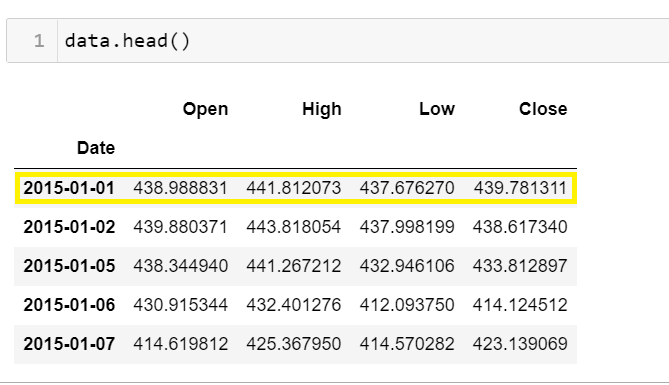 1 data.head()
Open High Low Close
Date
2015-01-01 438.988831 441.812073 437.676270 439.781311
2015-01-02 439.880371 443.818054 437.998199 438.617340
2015-01-05 438.344940 441.267212 432.946106 433.812897
2015-01-06 430.915344 432.401276 412.093750 414.124512
2015-01-07 414.619812 425.367950 414.570282 423.139069